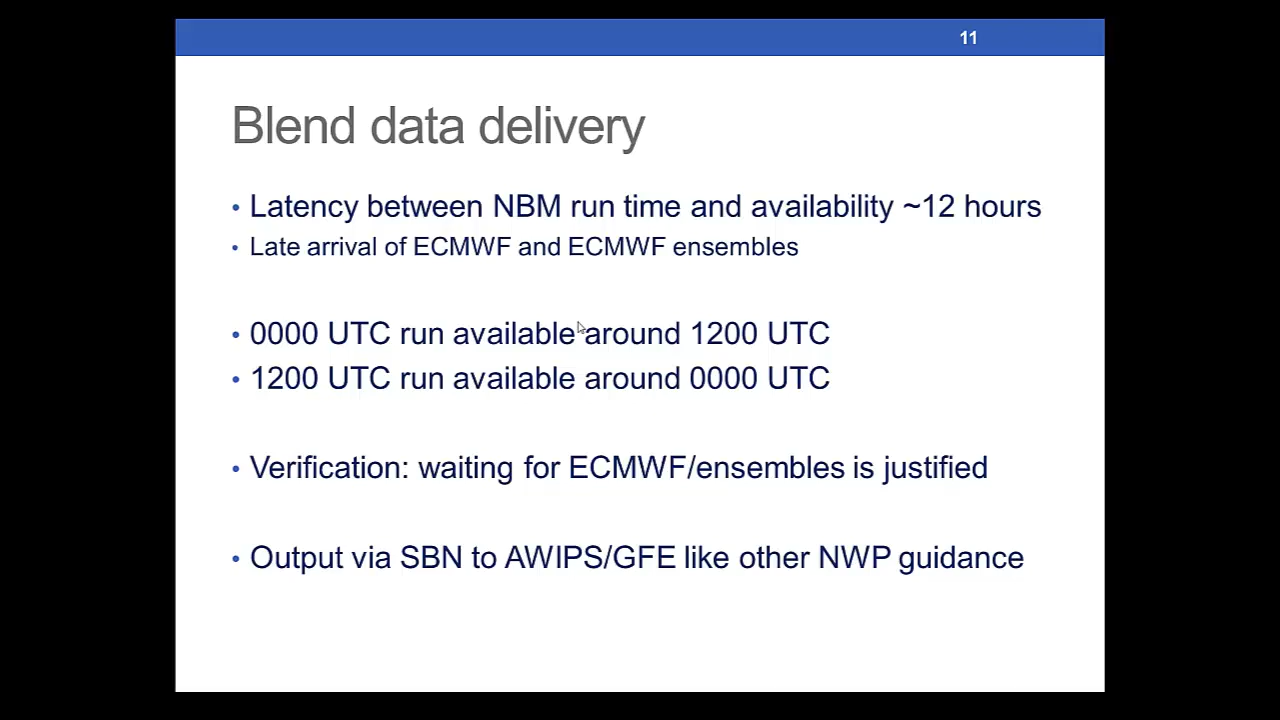 11
Blend data delivery
• Latency between NBM run time and availability ~12 hours
• Late arrival of ECMWF and ECMWF ensembles
• 0000 UTC run available around 1200 UTC
• 1200 UTC run available around 0000 UTC
• Verification: waiting for ECMWF/ensembles is justified
• Output via SBN to AWIPS/GFE like other NWP guidance